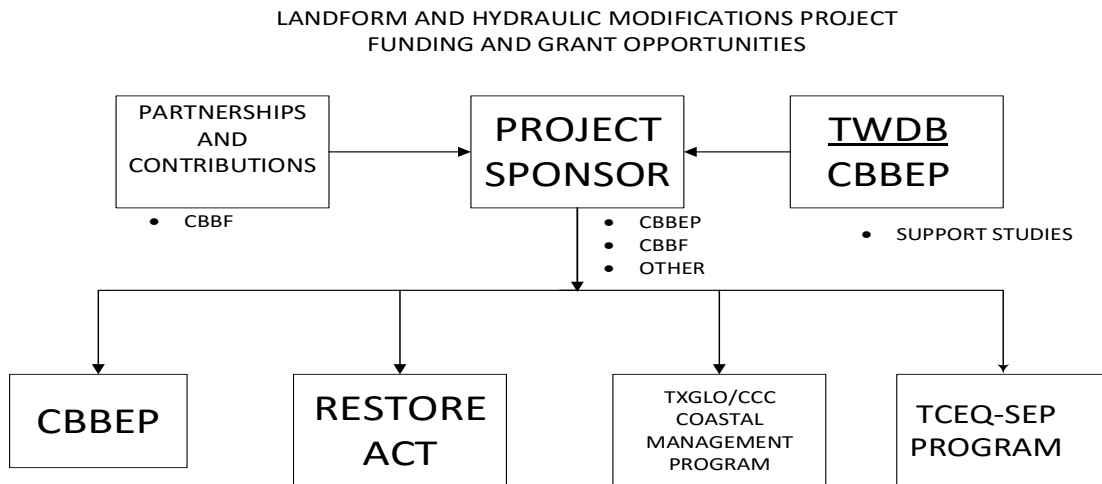 LANDFORM AND HYDRAULIC MODIFICATIONS PROJECT
FUNDING AND GRANT OPPORTUNITIES
PARTNERSHIPS
AND
CONTRIBUTIONS
• CBBF
PROJECT
SPONSOR
• CBBEP
• CBBF
• OTHER
TWDB
CBBEP
• SUPPORT STUDIES
CBBEP
RESTORE
ACT
TXGLO/CCC
COASTAL
MANAGEMENT
PROGRAM
TCEQ-SEP
PROGRAM